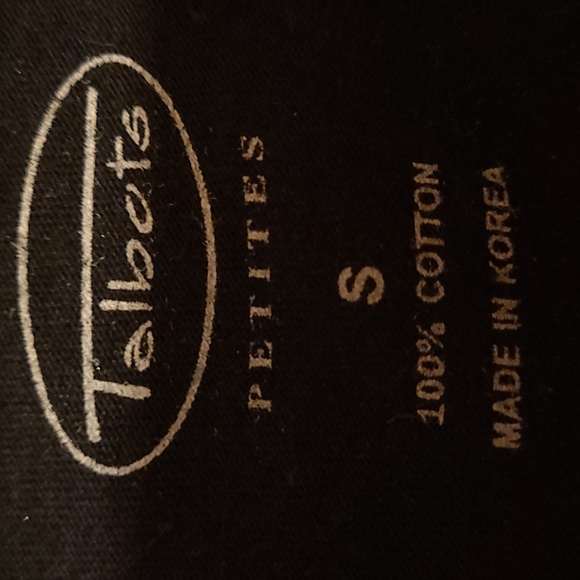 Talbots
PETITES
S
100% COTTON
MADE IN KOREA